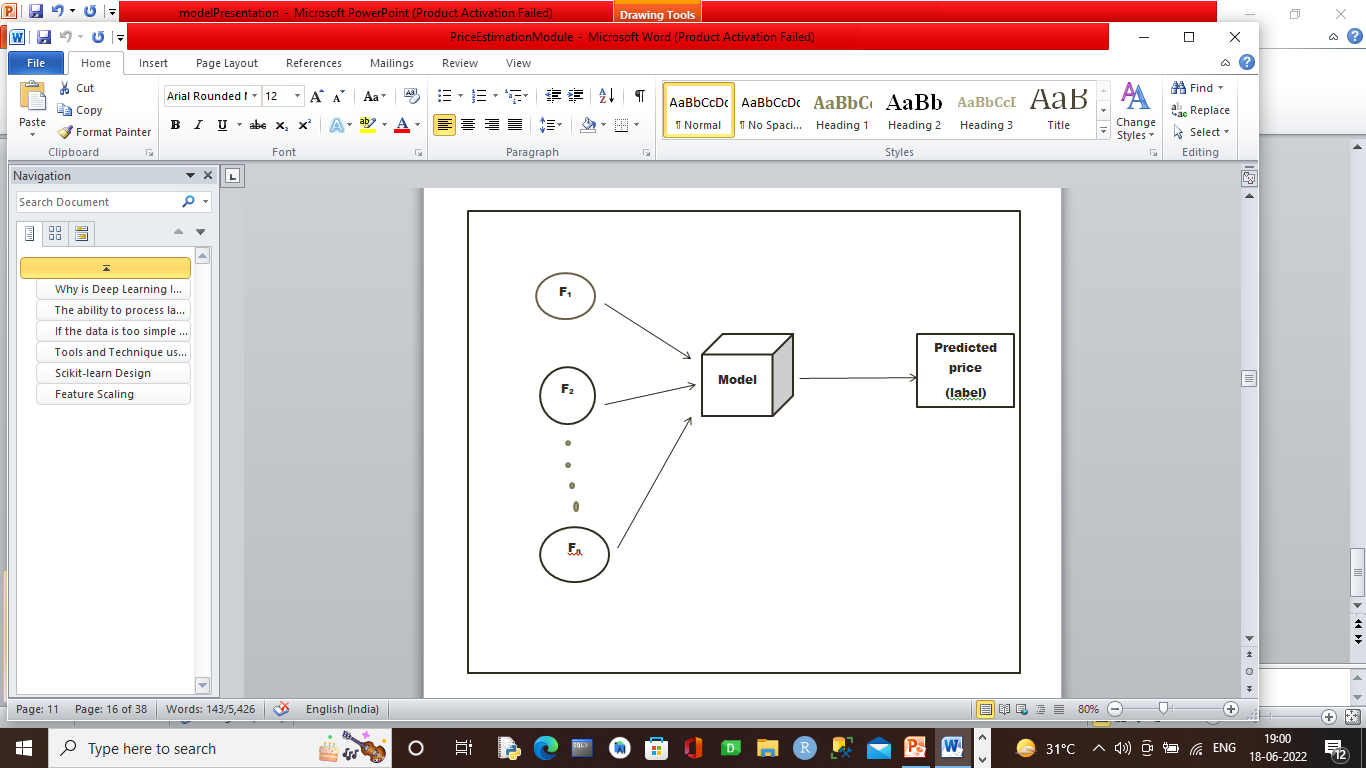 modelPresentation - Microsoft PowerPoint (Product Activation Failed)
Drawing Tools
PriceEstimationModule - Microsoft Word (Product Activation Failed)
File Home Insert Page Layout References Mailings Review View
Paste
Cut
Copy
Format Painter
Clipboard
Arial Rounded 12
B I U abc x₂ x²
Font
Paragraph
AaBbCcDc AaBbCcDc AaBbCc AaBb AaBbCcI AaB
¶ Normal ¶ No Spaci... Heading 1 Heading 2 Heading 3 Title
Styles
Change
Styles
Find
Replace
Select
Editing
Navigation
Search Document
Why is Deep Learning I...
The ability to process la...
If the data is too simple ...
Tools and Technique us...
Scikit-learn Design
Feature Scaling
F₁
F₂
Fₙ
Model
Predicted
price
(label)
Page: 11 Page: 16 of 38 Words: 143/5,426 English (India) 80%
Type here to search
31°C ENG
19:00
18-06-2022
12